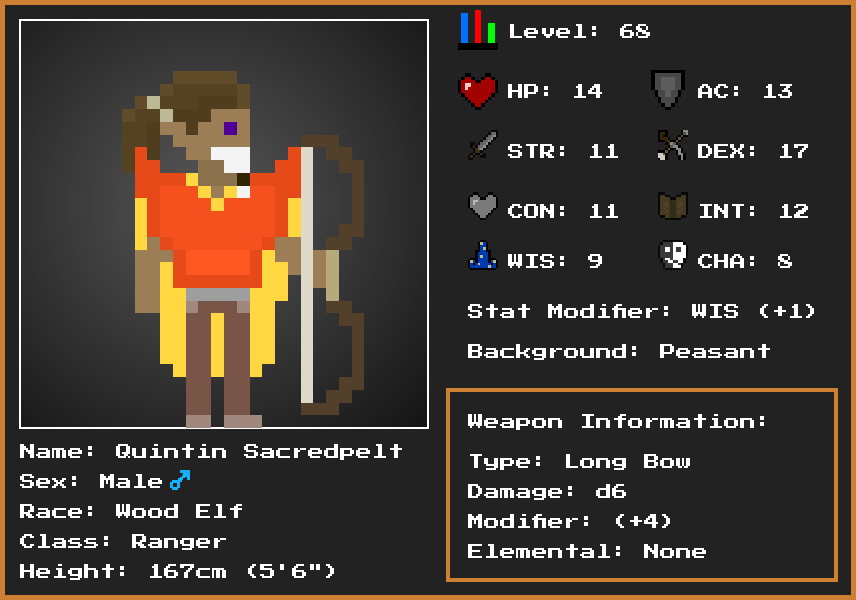 Level: 68
HP: 14 AC: 13
STR: 11 DEX: 17
CON: 11 INT: 12
WIS: 9 CHA: 8
Stat Modifier: WIS (+1)
Background: Peasant
Weapon Information:
Type: Long Bow
Damage: d6
Modifier: (+4)
Elemental: None
Name: Quintin Sacredpelt
Sex: Male ♂
Race: Wood Elf
Class: Ranger
Height: 167cm (5'6")